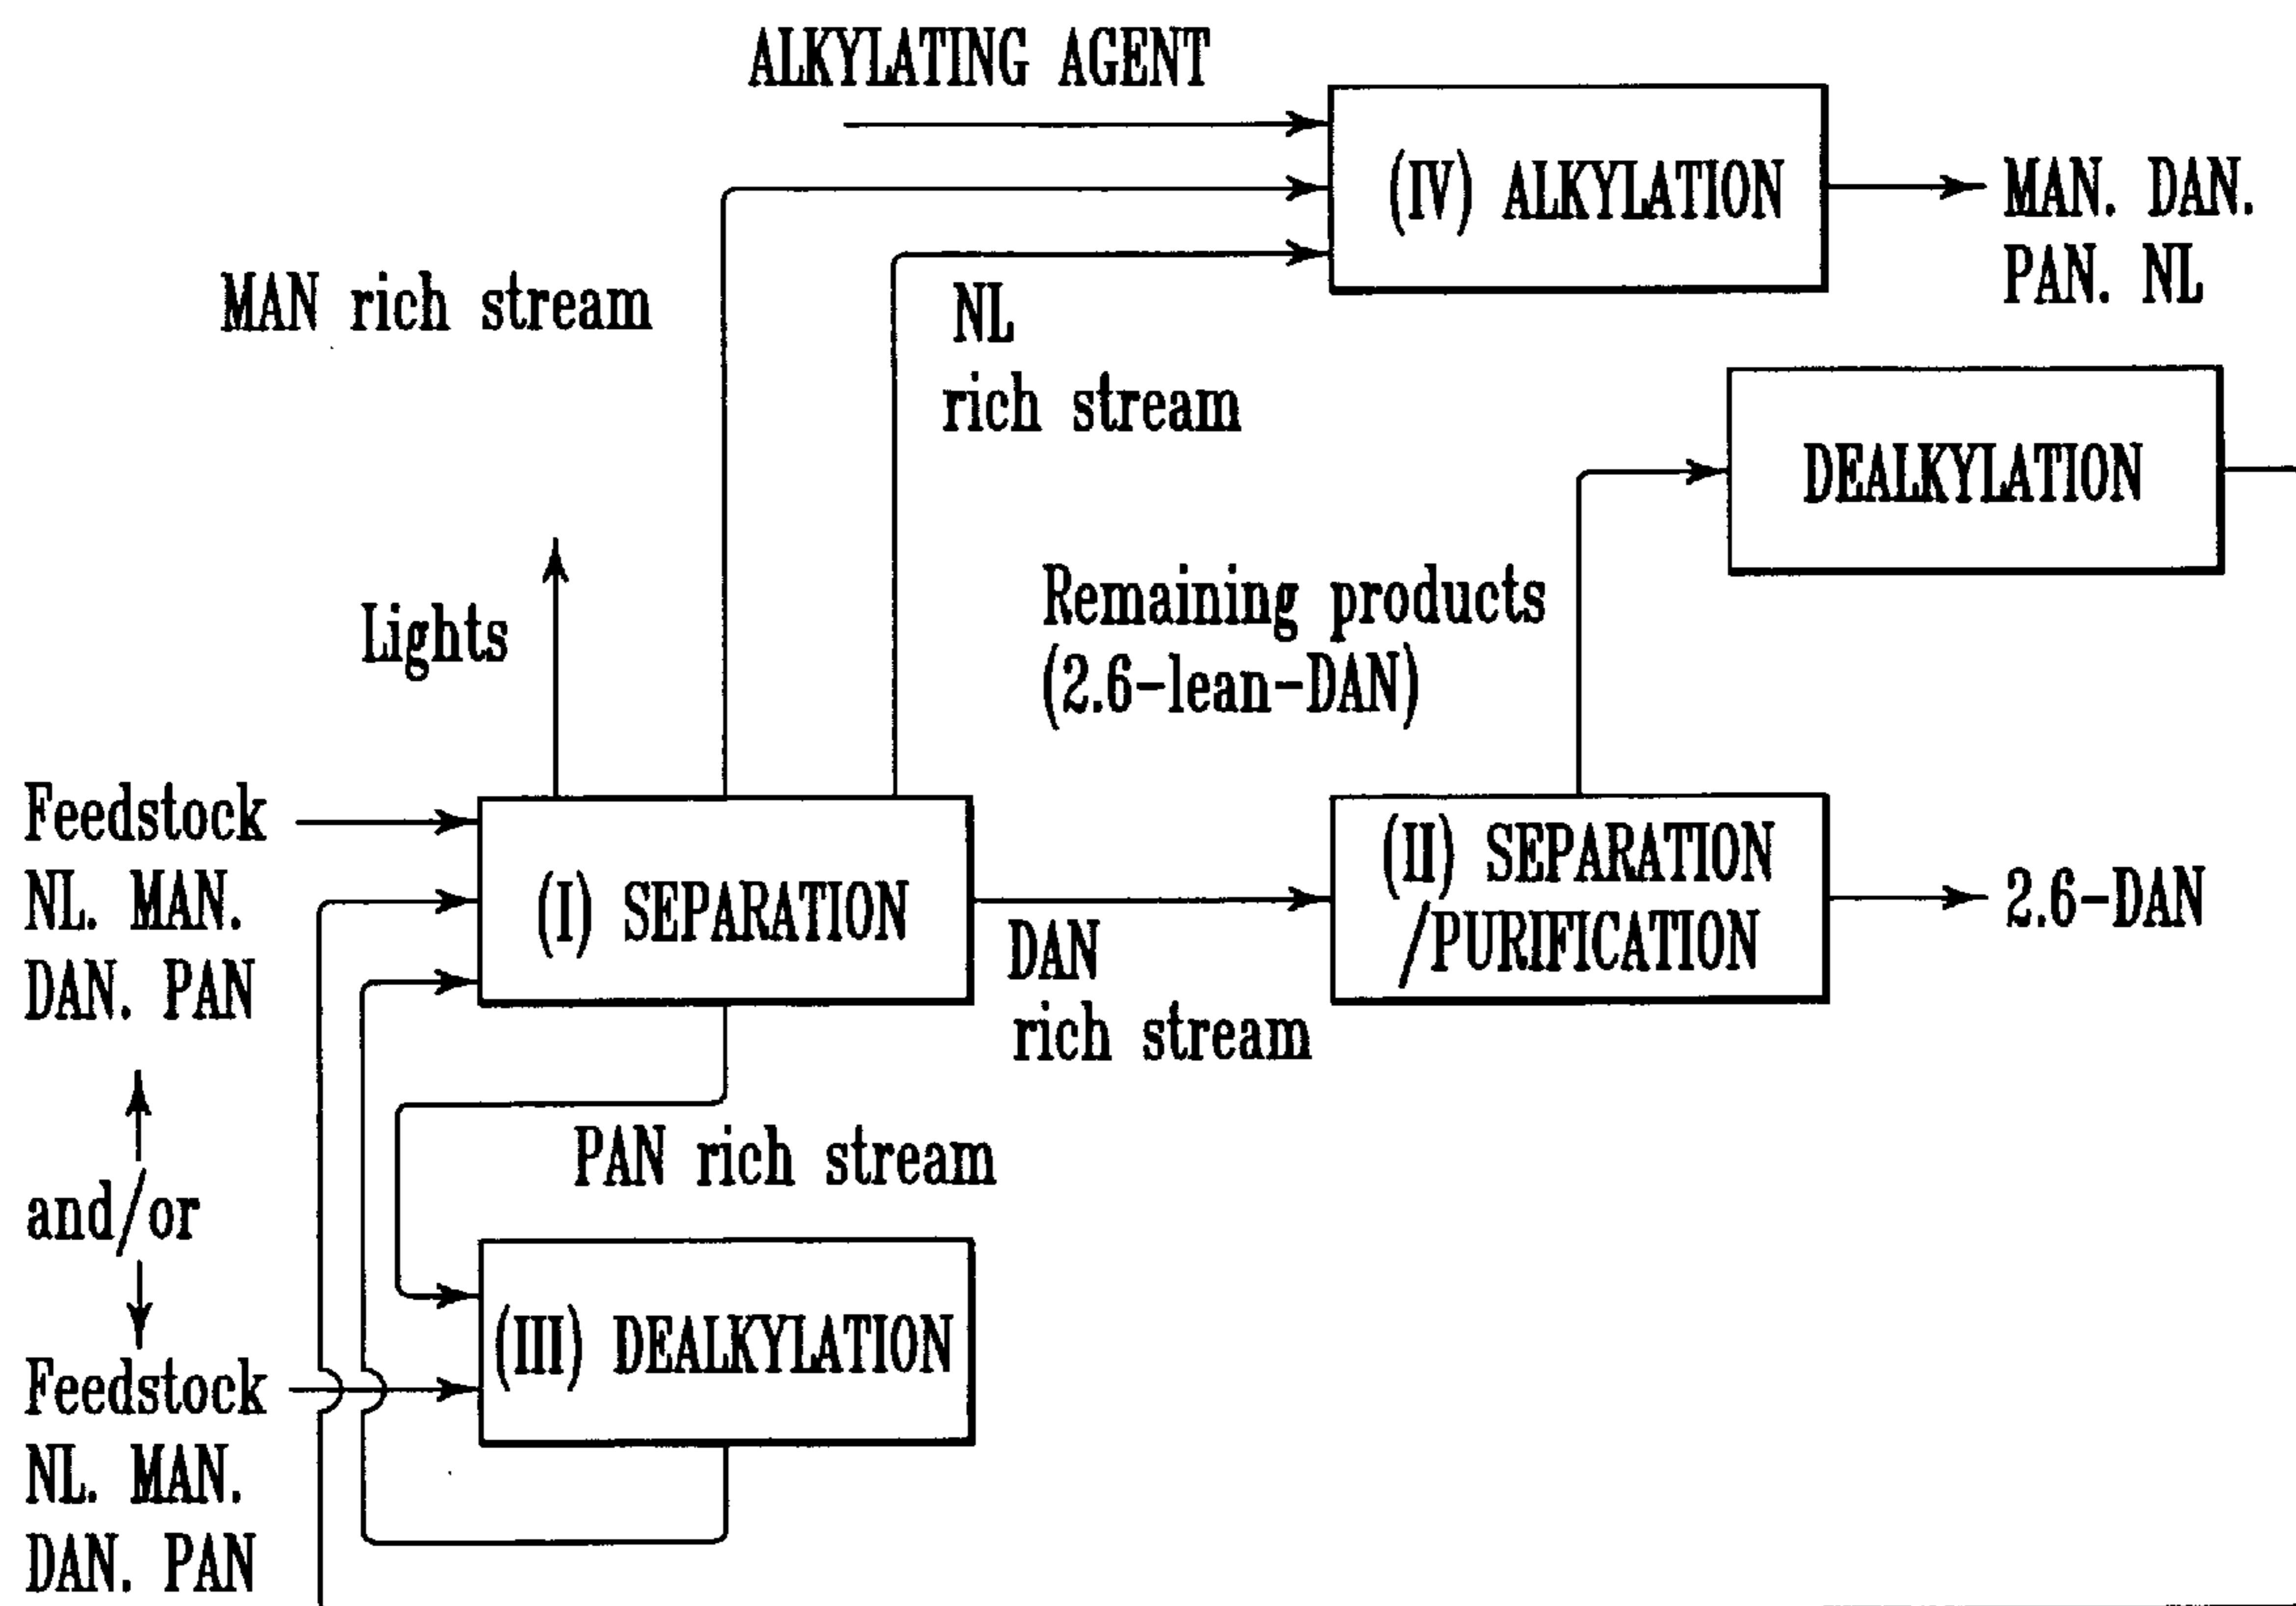 ALKYLATING AGENT
(IV) ALKYLATION
MAN. DAN.
PAN. NL
MAN rich stream
NL
rich stream
DEALKYLATION
Lights
Remaining products
(2.6-lean-DAN)
Feedstock
NL. MAN.
DAN. PAN
(I) SEPARATION
DAN
rich stream
(II) SEPARATION
/PURIFICATION
2.6-DAN
and/or
PAN rich stream
(III) DEALKYLATION
Feedstock
NL. MAN.
DAN. PAN